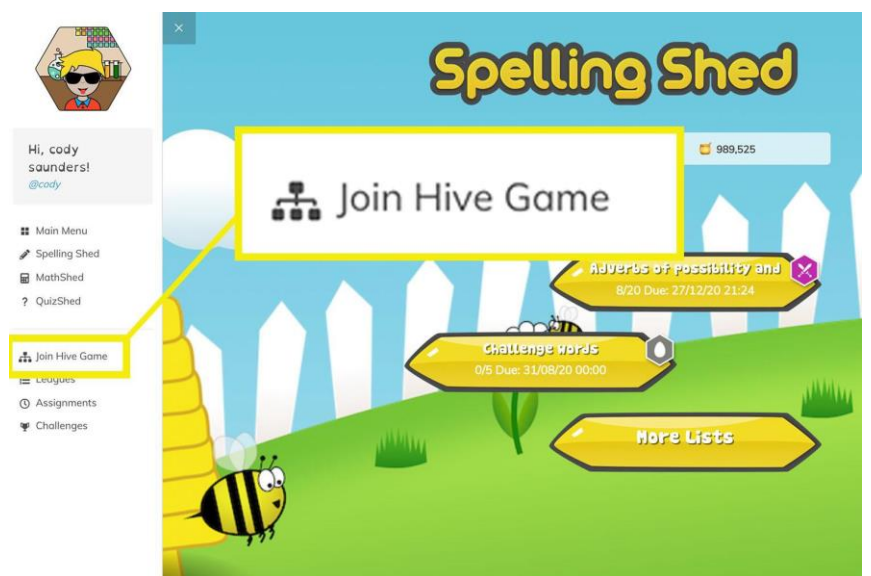 Spelling Shed
Hi, cody
saunders!
@cody
989,525
Join Hive Game
Main Menu
Spelling Shed
MathShed
? QuizShed
Join Hive Game
Leagues
Assignments
Challenges
Adverbs of possibility and
8/20 Due: 27/12/20 21:24
Challenge words
0/5 Due: 31/08/20 00:00
More Lists